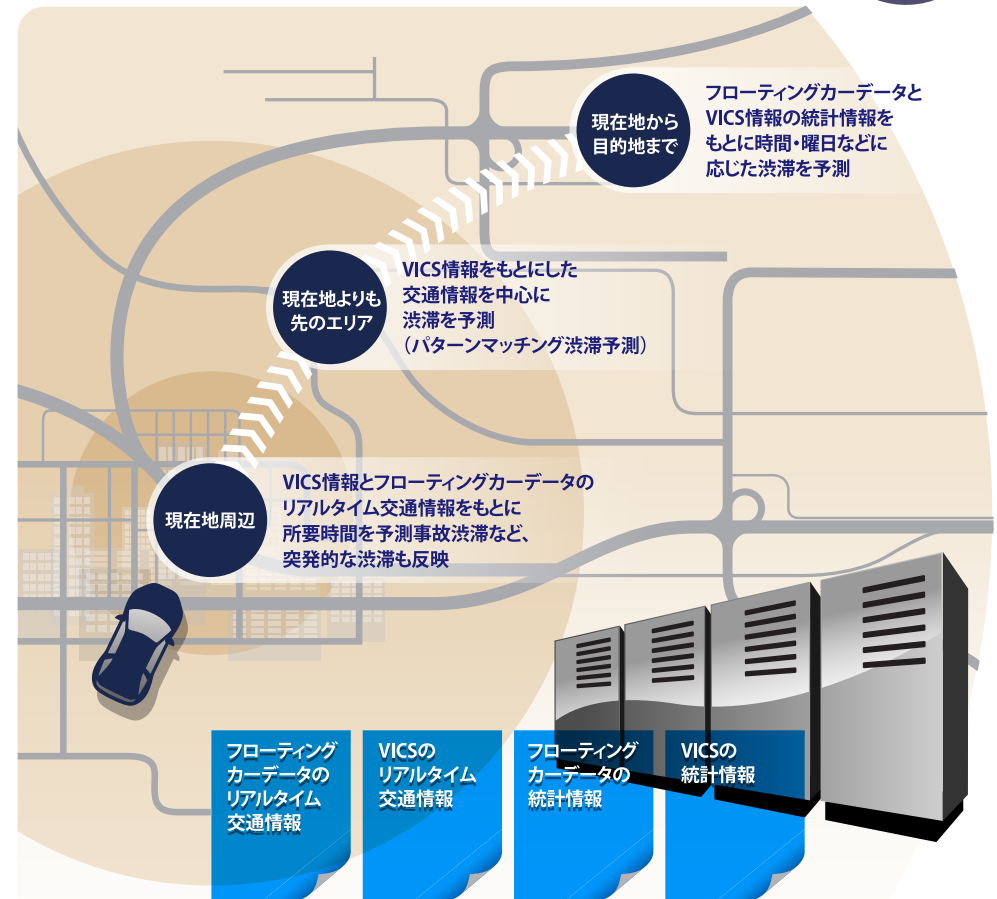 現在地から
目的地まで
フローティングカーデータと
VICS情報の統計情報を
もとに時間・曜日などに
応じた渋滞を予測
現在地よりも
先のエリア
VICS情報をもとにした
交通情報を中心に
渋滞を予測
（パターンマッチング渋滞予測）
現在地周辺
VICS情報とフローティングカーデータの
リアルタイム交通情報をもとに
所要時間を予測事故渋滞など、
突発的な渋滞も反映
フローティング
カーデータの
リアルタイム
交通情報
VICSの
リアルタイム
交通情報
フローティング
カーデータの
統計情報
VICSの
統計情報